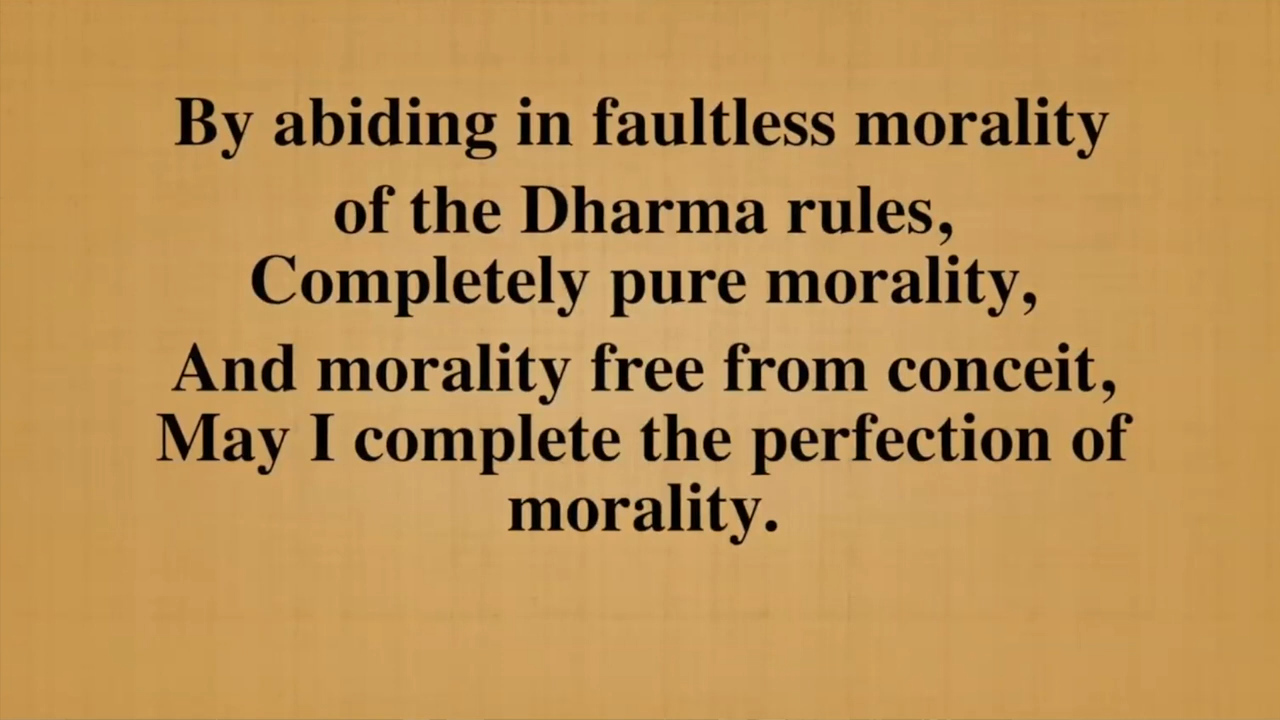 By abiding in faultless morality
of the Dharma rules,
Completely pure morality,
And morality free from conceit,
May I complete the perfection of
morality.